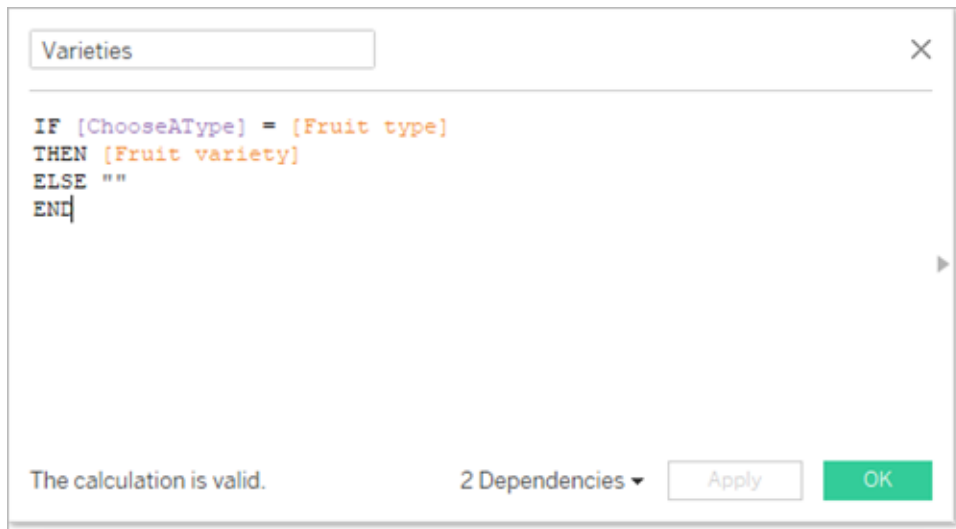 Varieties
IF [ChooseAType] = [Fruit type]
THEN [Fruit variety]
ELSE ""
END
The calculation is valid. 2 Dependencies Apply OK